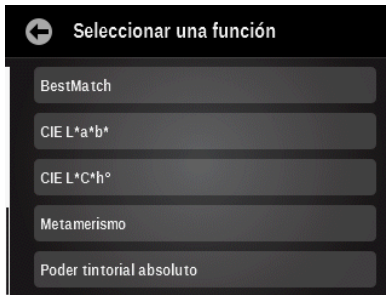 Seleccionar una función
BestMatch
CIE L*a*b*
CIE L*C*h°
Metamerismo
Poder tintorial absoluto